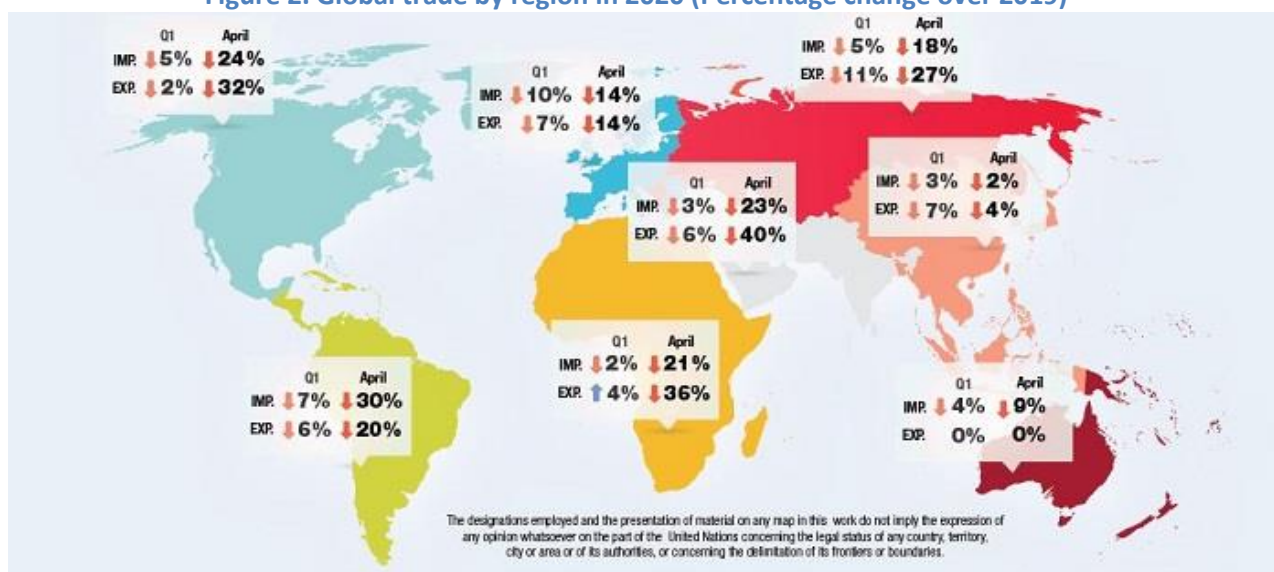 Figure 2: Global trade by region in 2020 (Percentage change over 2019)
Q1 April
IMP. 5% 24%
EXP. 2% 32%
Q1 April
IMP. 10% 14%
EXP. 7% 14%
Q1 April
IMP. 5% 18%
EXP. 11% 27%
Q1 April
IMP. 3% 23%
EXP. 6% 40%
Q1 April
IMP. 3% 2%
EXP. 7% 4%
Q1 April
IMP. 7% 30%
EXP. 6% 20%
Q1 April
IMP. 2% 21%
EXP. 4% 36%
Q1 April
IMP. 4% 9%
EXP. 0% 0%
The designations employed and the presentation of material on any map in this work do not imply the expression of
any opinion whatsoever on the part of the United Nations concerning the legal status of any country, territory,
city or area or of its authorities, or concerning the delimitation of its frontiers or boundaries.